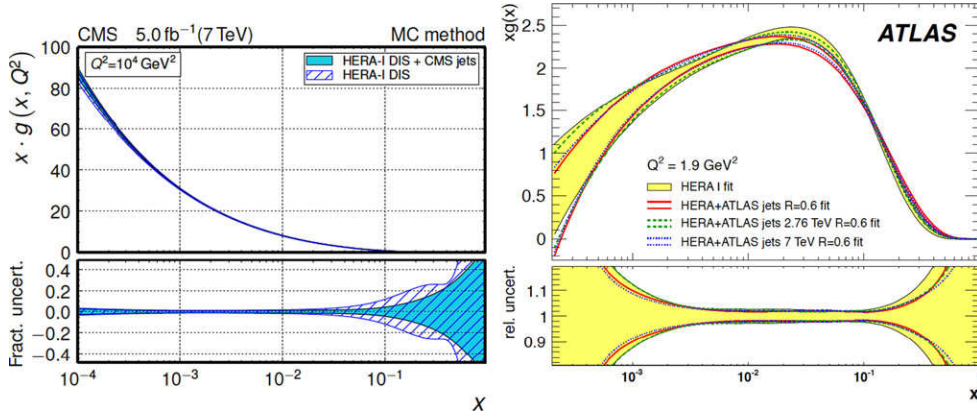 CMS 5.0 fb⁻¹(7 TeV) MC method
Q²=10⁴ GeV²
HERA-I DIS + CMS jets
HERA-I DIS
x · g (x, Q²)
100
80
60
40
20
0
Fract. uncert.
0.4
0.2
0.0
−0.2
−0.4
10⁻⁴ 10⁻³ 10⁻² 10⁻¹
x
xg(x)
ATLAS
2.5
2
1.5
1
0.5
0
Q² = 1.9 GeV²
HERA I fit
HERA+ATLAS jets R=0.6 fit
HERA+ATLAS jets 2.76 TeV R=0.6 fit
HERA+ATLAS jets 7 TeV R=0.6 fit
rel. uncert.
1.1
1
0.9
10⁻³ 10⁻² 10⁻¹
x